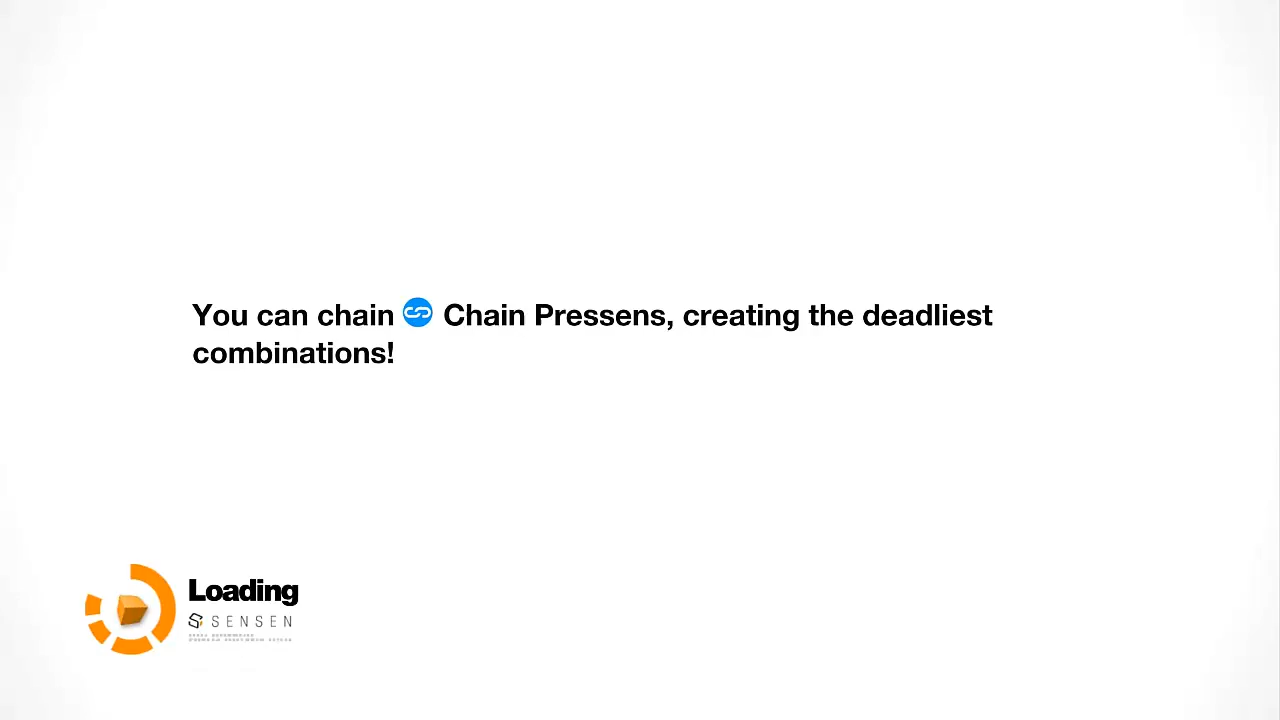 You can chain Chain Pressens, creating the deadliest
combinations!
Loading
SENSEN